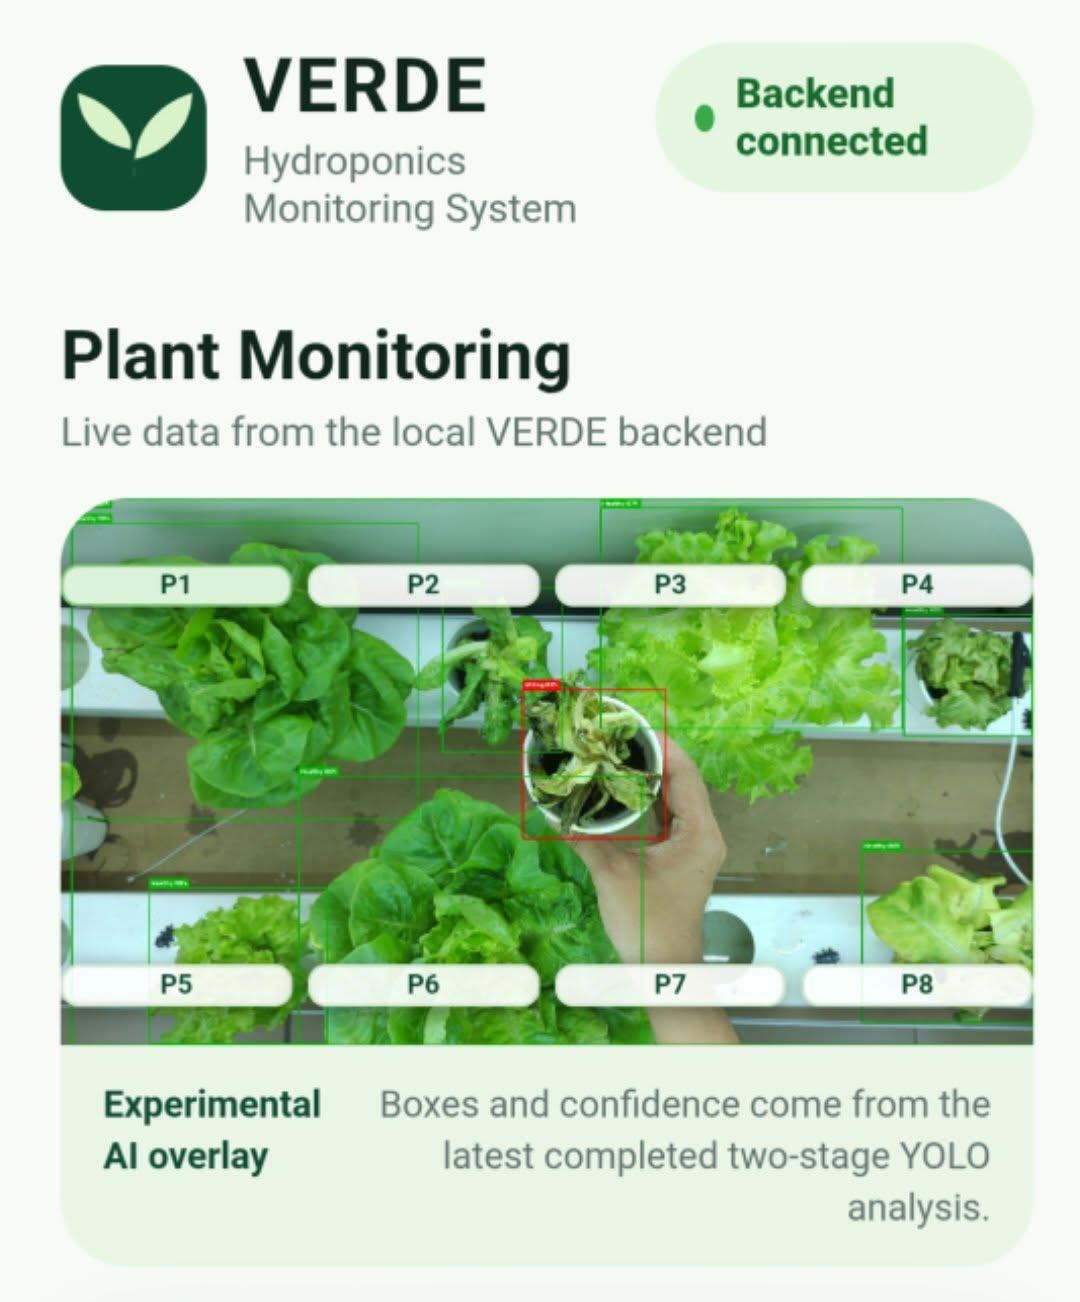 VERDE
Hydroponics
Monitoring System
Backend
connected
Plant Monitoring
Live data from the local VERDE backend
P1
P2
P3
P4
P5
P6
P7
P8
Experimental
AI overlay
Boxes and confidence come from the
latest completed two-stage YOLO
analysis.